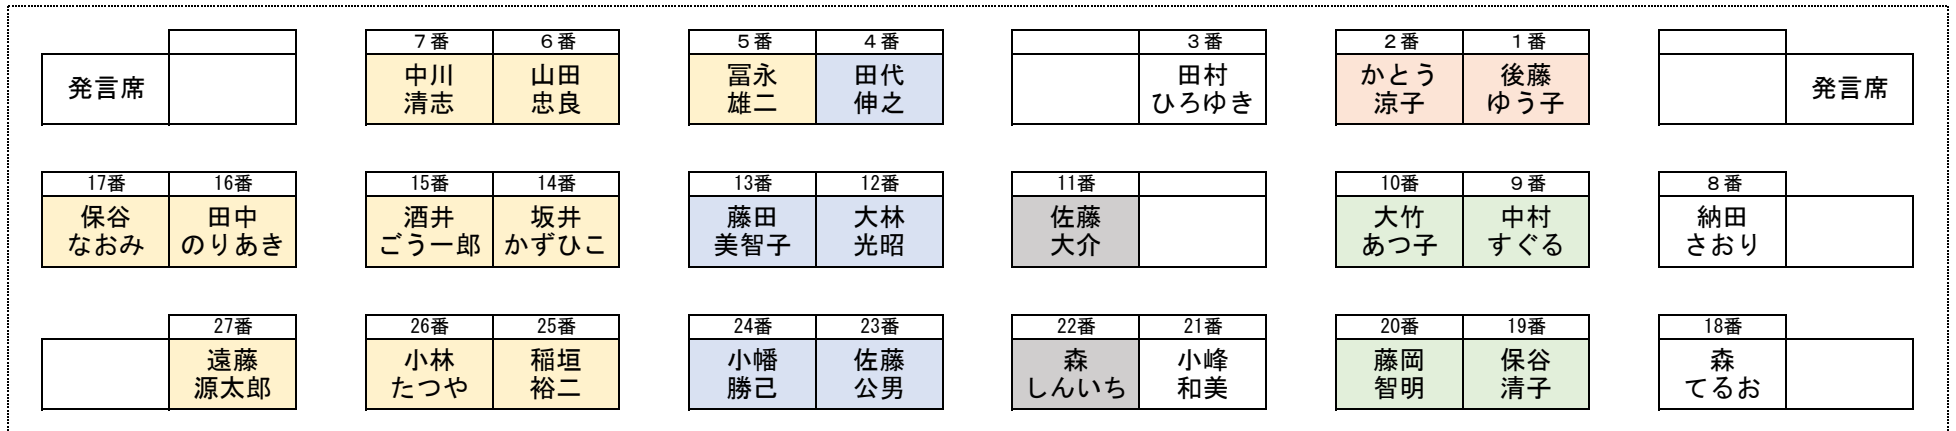 7番 6番 5番 4番 3番 2番 1番
発言席 中川 山田 冨永 田代 田村 かとう 後藤 発言席
清志 忠良 雄二 伸之 ひろゆき 涼子 ゆう子
17番 16番 15番 14番 13番 12番 11番 10番 9番 8番
保谷 田中 酒井 坂井 藤田 大林 佐藤 大竹 中村 納田
なおみ のりあき ごう一郎 かずひこ 美智子 光昭 大介 あつ子 すぐる さおり
27番 26番 25番 24番 23番 22番 21番 20番 19番 18番
遠藤 小林 稲垣 小幡 佐藤 森 小峰 藤岡 保谷 森
源太郎 たつや 裕二 勝己 公男 しんいち 和美 智明 清子 てるお